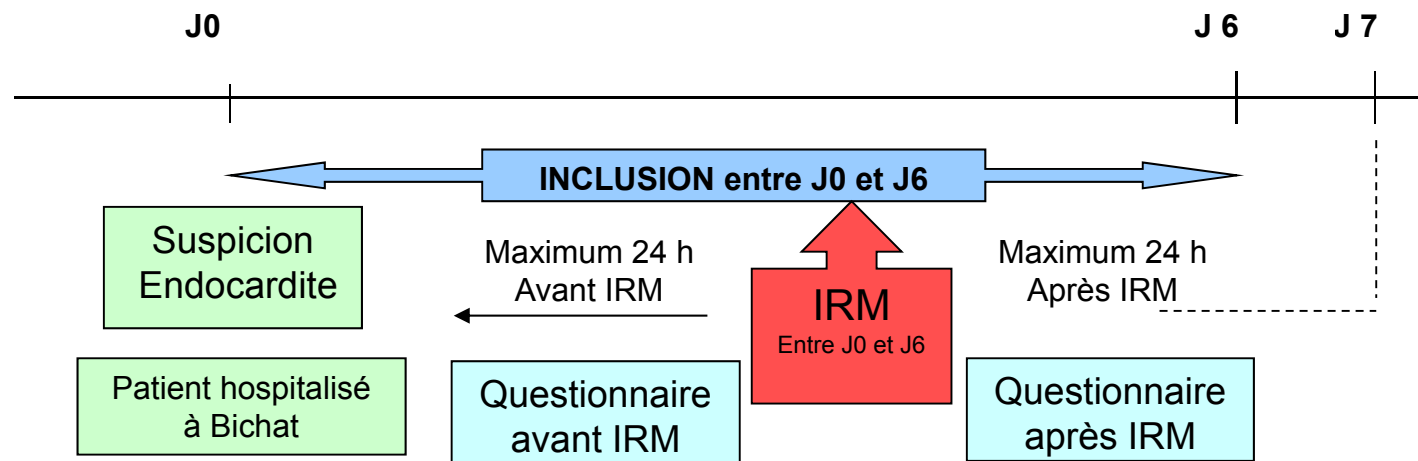 J0
J 6
J 7
INCLUSION entre J0 et J6
Suspicion
Endocardite
Maximum 24 h
Avant IRM
IRM
Entre J0 et J6
Maximum 24 h
Après IRM
Patient hospitalisé
à Bichat
Questionnaire
avant IRM
Questionnaire
après IRM